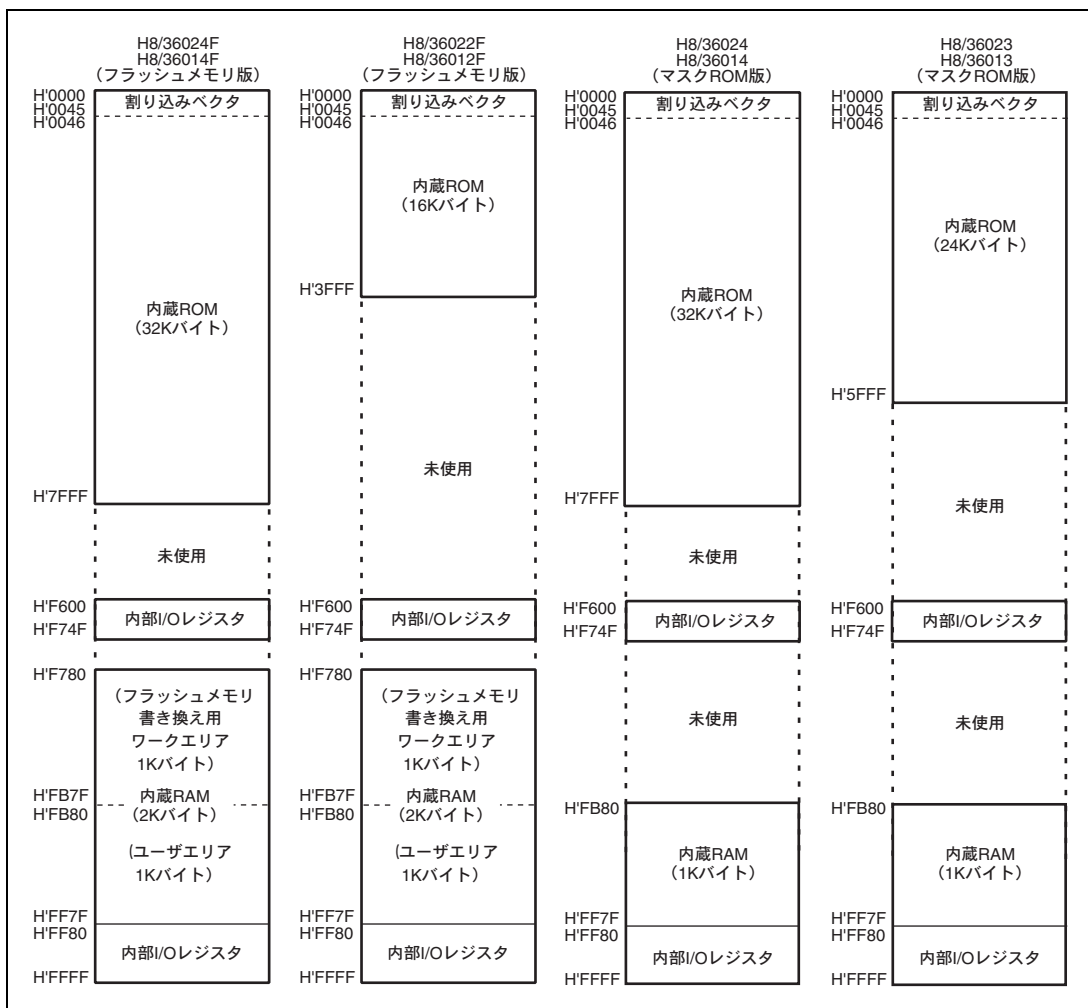 H8/36024F
H8/36014F
(フラッシュメモリ版)
H'0000
H'0045
H'0046
割り込みベクタ
内蔵ROM
(32Kバイト)
H'7FFF
未使用
H'F600
H'F74F
内部I/Oレジスタ
H'F780
(フラッシュメモリ
書き換え用
ワークエリア
1Kバイト)
H'FB7F
H'FB80
内蔵RAM
(2Kバイト)
(ユーザエリア
1Kバイト)
H'FF7F
H'FF80
内部I/Oレジスタ
H'FFFF
H8/36022F
H8/36012F
(フラッシュメモリ版)
H'0000
H'0045
H'0046
割り込みベクタ
内蔵ROM
(16Kバイト)
H'3FFF
未使用
H'F600
H'F74F
内部I/Oレジスタ
H'F780
(フラッシュメモリ
書き換え用
ワークエリア
1Kバイト)
H'FB7F
H'FB80
内蔵RAM
(2Kバイト)
(ユーザエリア
1Kバイト)
H'FF7F
H'FF80
内部I/Oレジスタ
H'FFFF
H8/36024
H8/36014
(マスクROM版)
H'0000
H'0045
H'0046
割り込みベクタ
内蔵ROM
(32Kバイト)
H'7FFF
未使用
H'F600
H'F74F
内部I/Oレジスタ
未使用
H'FB80
内蔵RAM
(1Kバイト)
H'FF7F
H'FF80
内部I/Oレジスタ
H'FFFF
H8/36023
H8/36013
(マスクROM版)
H'0000
H'0045
H'0046
割り込みベクタ
内蔵ROM
(24Kバイト)
H'5FFF
未使用
H'F600
H'F74F
内部I/Oレジスタ
未使用
H'FB80
内蔵RAM
(1Kバイト)
H'FF7F
H'FF80
内部I/Oレジスタ
H'FFFF